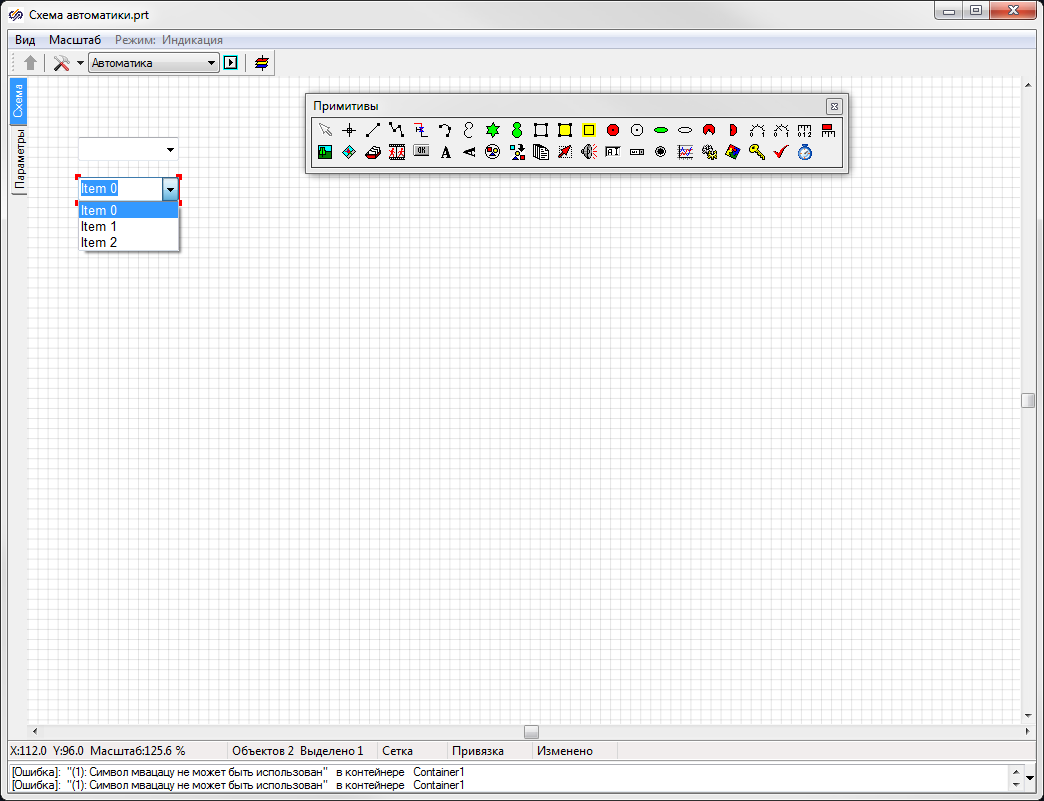 Схема автоматики.prt
Вид Масштаб Режим: Индикация
Автоматика
Схема
Параметры
Примитивы
OK
Item 0
Item 0
Item 1
Item 2
X:112.0 Y:96.0 Масштаб:125.6 % Объектов 2 Выделено 1 Сетка Привязка Изменено
[Ошибка]: "(1): Символ мвацацу не может быть использован" в контейнере Container1
[Ошибка]: "(1): Символ мвацацу не может быть использован" в контейнере Container1